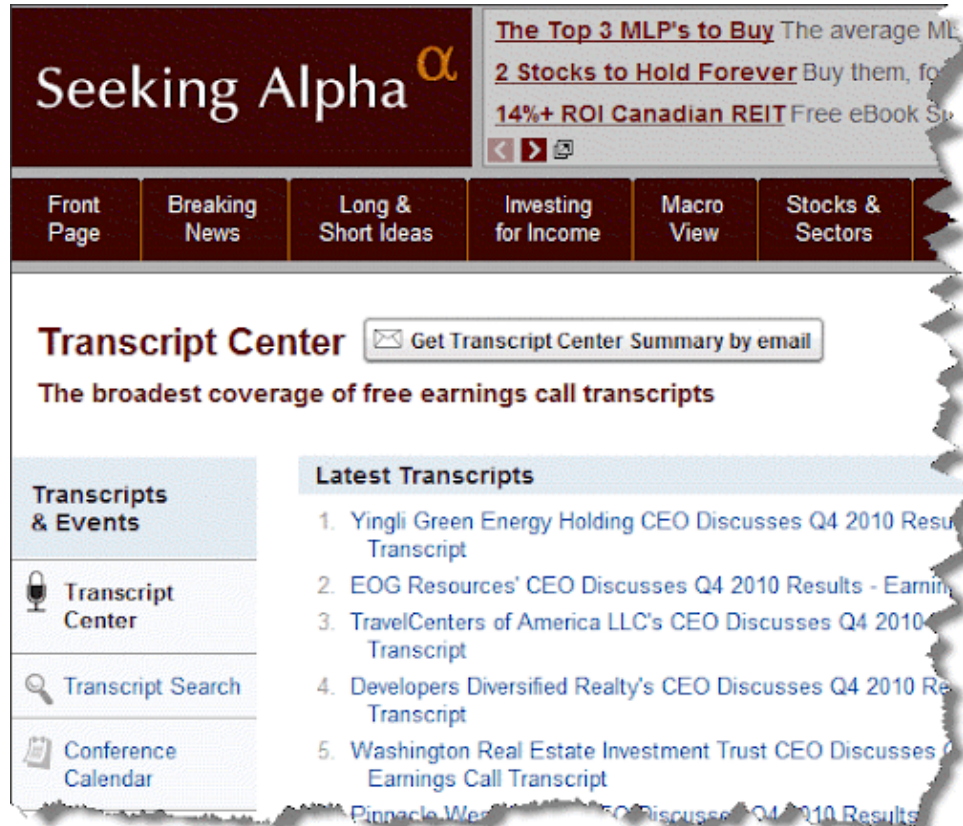 Seeking Alpha α
The Top 3 MLP's to Buy The average
2 Stocks to Hold Forever Buy them,
14%+ ROI Canadian REIT Free eBook
Front Page
Breaking News
Long & Short Ideas
Investing for Income
Macro View
Stocks & Sectors
Transcript Center
Get Transcript Center Summary by email
The broadest coverage of free earnings call transcripts
Transcripts
& Events
Transcript
Center
Transcript Search
Conference
Calendar
Latest Transcripts
1. Yingli Green Energy Holding CEO Discusses Q4 2010
Transcript
2. EOG Resources' CEO Discusses Q4 2010 Results -
3. TravelCenters of America LLC's CEO Discusses Q4 2010
Transcript
4. Developers Diversified Realty's CEO Discusses Q4 2010
Transcript
5. Washington Real Estate Investment Trust CEO Discusses
Earnings Call Transcript
Pinnacle Discusses Q4 2010 Results